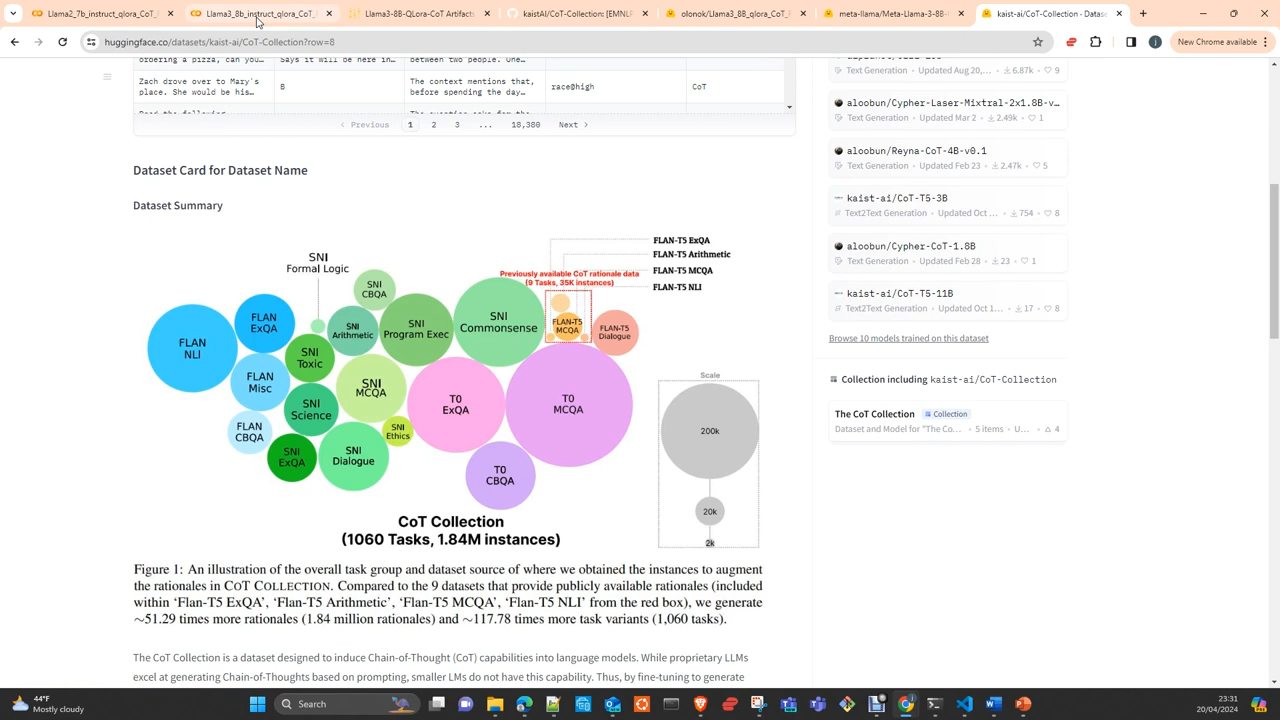 Llama2_7b_instruct_qlora_CoT_F
Llama3_8b_instruct_qlora_CoT_F
Llama3-8B-QLora-CoT Artifacts
kaistAI/CoT-Collection: [EMNLP
olonok/Llama3_8B_qlora_CoT_F
meta-llama/Meta-Llama-3-8B-
kaist-ai/CoT-Collection · Datase
huggingface.co/datasets/kaist-ai/CoT-Collection?row=8
New Chrome available
ordering a pizza, can you
Says it will be here in…
between two people. One…
Zach drove over to Mary's
place. She would be his…
B
The context mentions that,
before spending the day…
race@high
CoT
Previous
1
2
3
...
18,380
Next
Dataset Card for Dataset Name
Dataset Summary
FLAN-T5 ExQA
FLAN-T5 Arithmetic
FLAN-T5 MCQA
FLAN-T5 NLI
Previously available CoT rationale data
(9 Tasks, 35K instances)
SNI
Formal Logic
SNI
CBQA
FLAN
ExQA
SNI
Arithmetic
SNI
Program Exec
SNI
Commonsense
FLAN-T5
MCQA
FLAN-T5
Dialogue
FLAN
NLI
SNI
Toxic
FLAN
Misc
SNI
MCQA
T0
ExQA
T0
MCQA
SNI
Science
FLAN
CBQA
SNI
Ethics
SNI
ExQA
SNI
Dialogue
T0
CBQA
Scale
200k
20k
2k
CoT Collection
(1060 Tasks, 1.84M instances)
Figure 1: An illustration of the overall task group and dataset source of where we obtained the instances to augment
the rationales in COT COLLECTION. Compared to the 9 datasets that provide publicly available rationales (included
within ‘Flan-T5 ExQA’, ‘Flan-T5 Arithmetic’, ‘Flan-T5 MCQA’, ‘Flan-T5 NLI’ from the red box), we generate
~51.29 times more rationales (1.84 million rationales) and ~117.78 times more task variants (1,060 tasks).
The CoT Collection is a dataset designed to induce Chain-of-Thought (CoT) capabilities into language models. While proprietary LLMs
excel at generating Chain-of-Thoughts based on prompting, smaller LMs do not have this capability. Thus, by fine-tuning to generate
Text Generation • Updated Aug 20,… • 6.87k • 9
aloobun/Cypher-Laser-Mixtral-2x1.8B-v…
Text Generation • Updated Mar 2 • 2.49k • 1
aloobun/Reyna-CoT-4B-v0.1
Text Generation • Updated Feb 23 • 2.47k • 5
kaist-ai/CoT-T5-3B
Text2Text Generation • Updated Oct … • 754 • 8
aloobun/Cypher-CoT-1.8B
Text Generation • Updated Feb 28 • 23 • 1
kaist-ai/CoT-T5-11B
Text2Text Generation • Updated Oct 1… • 17 • 8
Browse 10 models trained on this dataset
Collection including kaist-ai/CoT-Collection
The CoT Collection Collection
Dataset and Model for "The Co… • 5 items • U… • 4
44°F
Mostly cloudy
Search
23:31
20/04/2024